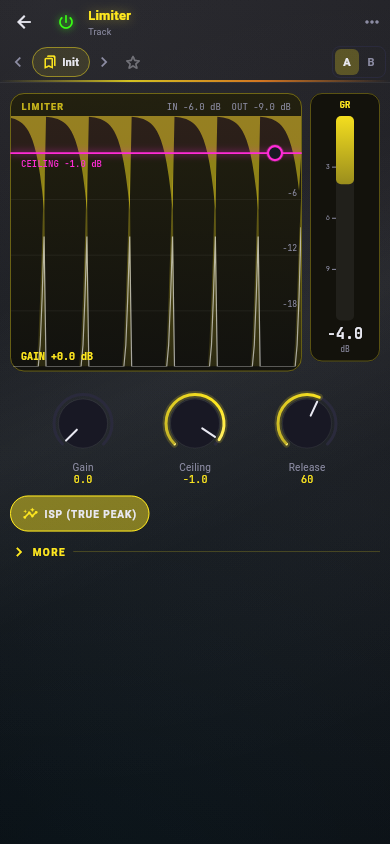 Limiter
Track
Init
A B
LIMITER IN -6.0 dB OUT -9.0 dB
GR
CEILING -1.0 dB
3
-6
6
-12
9
-18
-4.0
dB
GAIN +0.0 dB
Gain Ceiling Release
0.0 -1.0 60
ISP (TRUE PEAK)
MORE